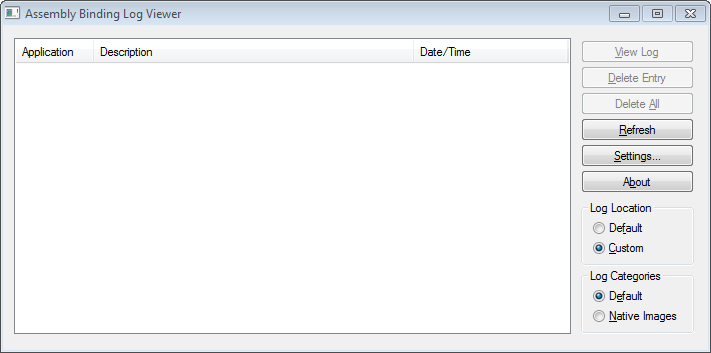 Assembly Binding Log Viewer
Application Description Date/Time
View Log
Delete Entry
Delete All
Refresh
Settings...
About
Log Location
Default
Custom
Log Categories
Default
Native Images